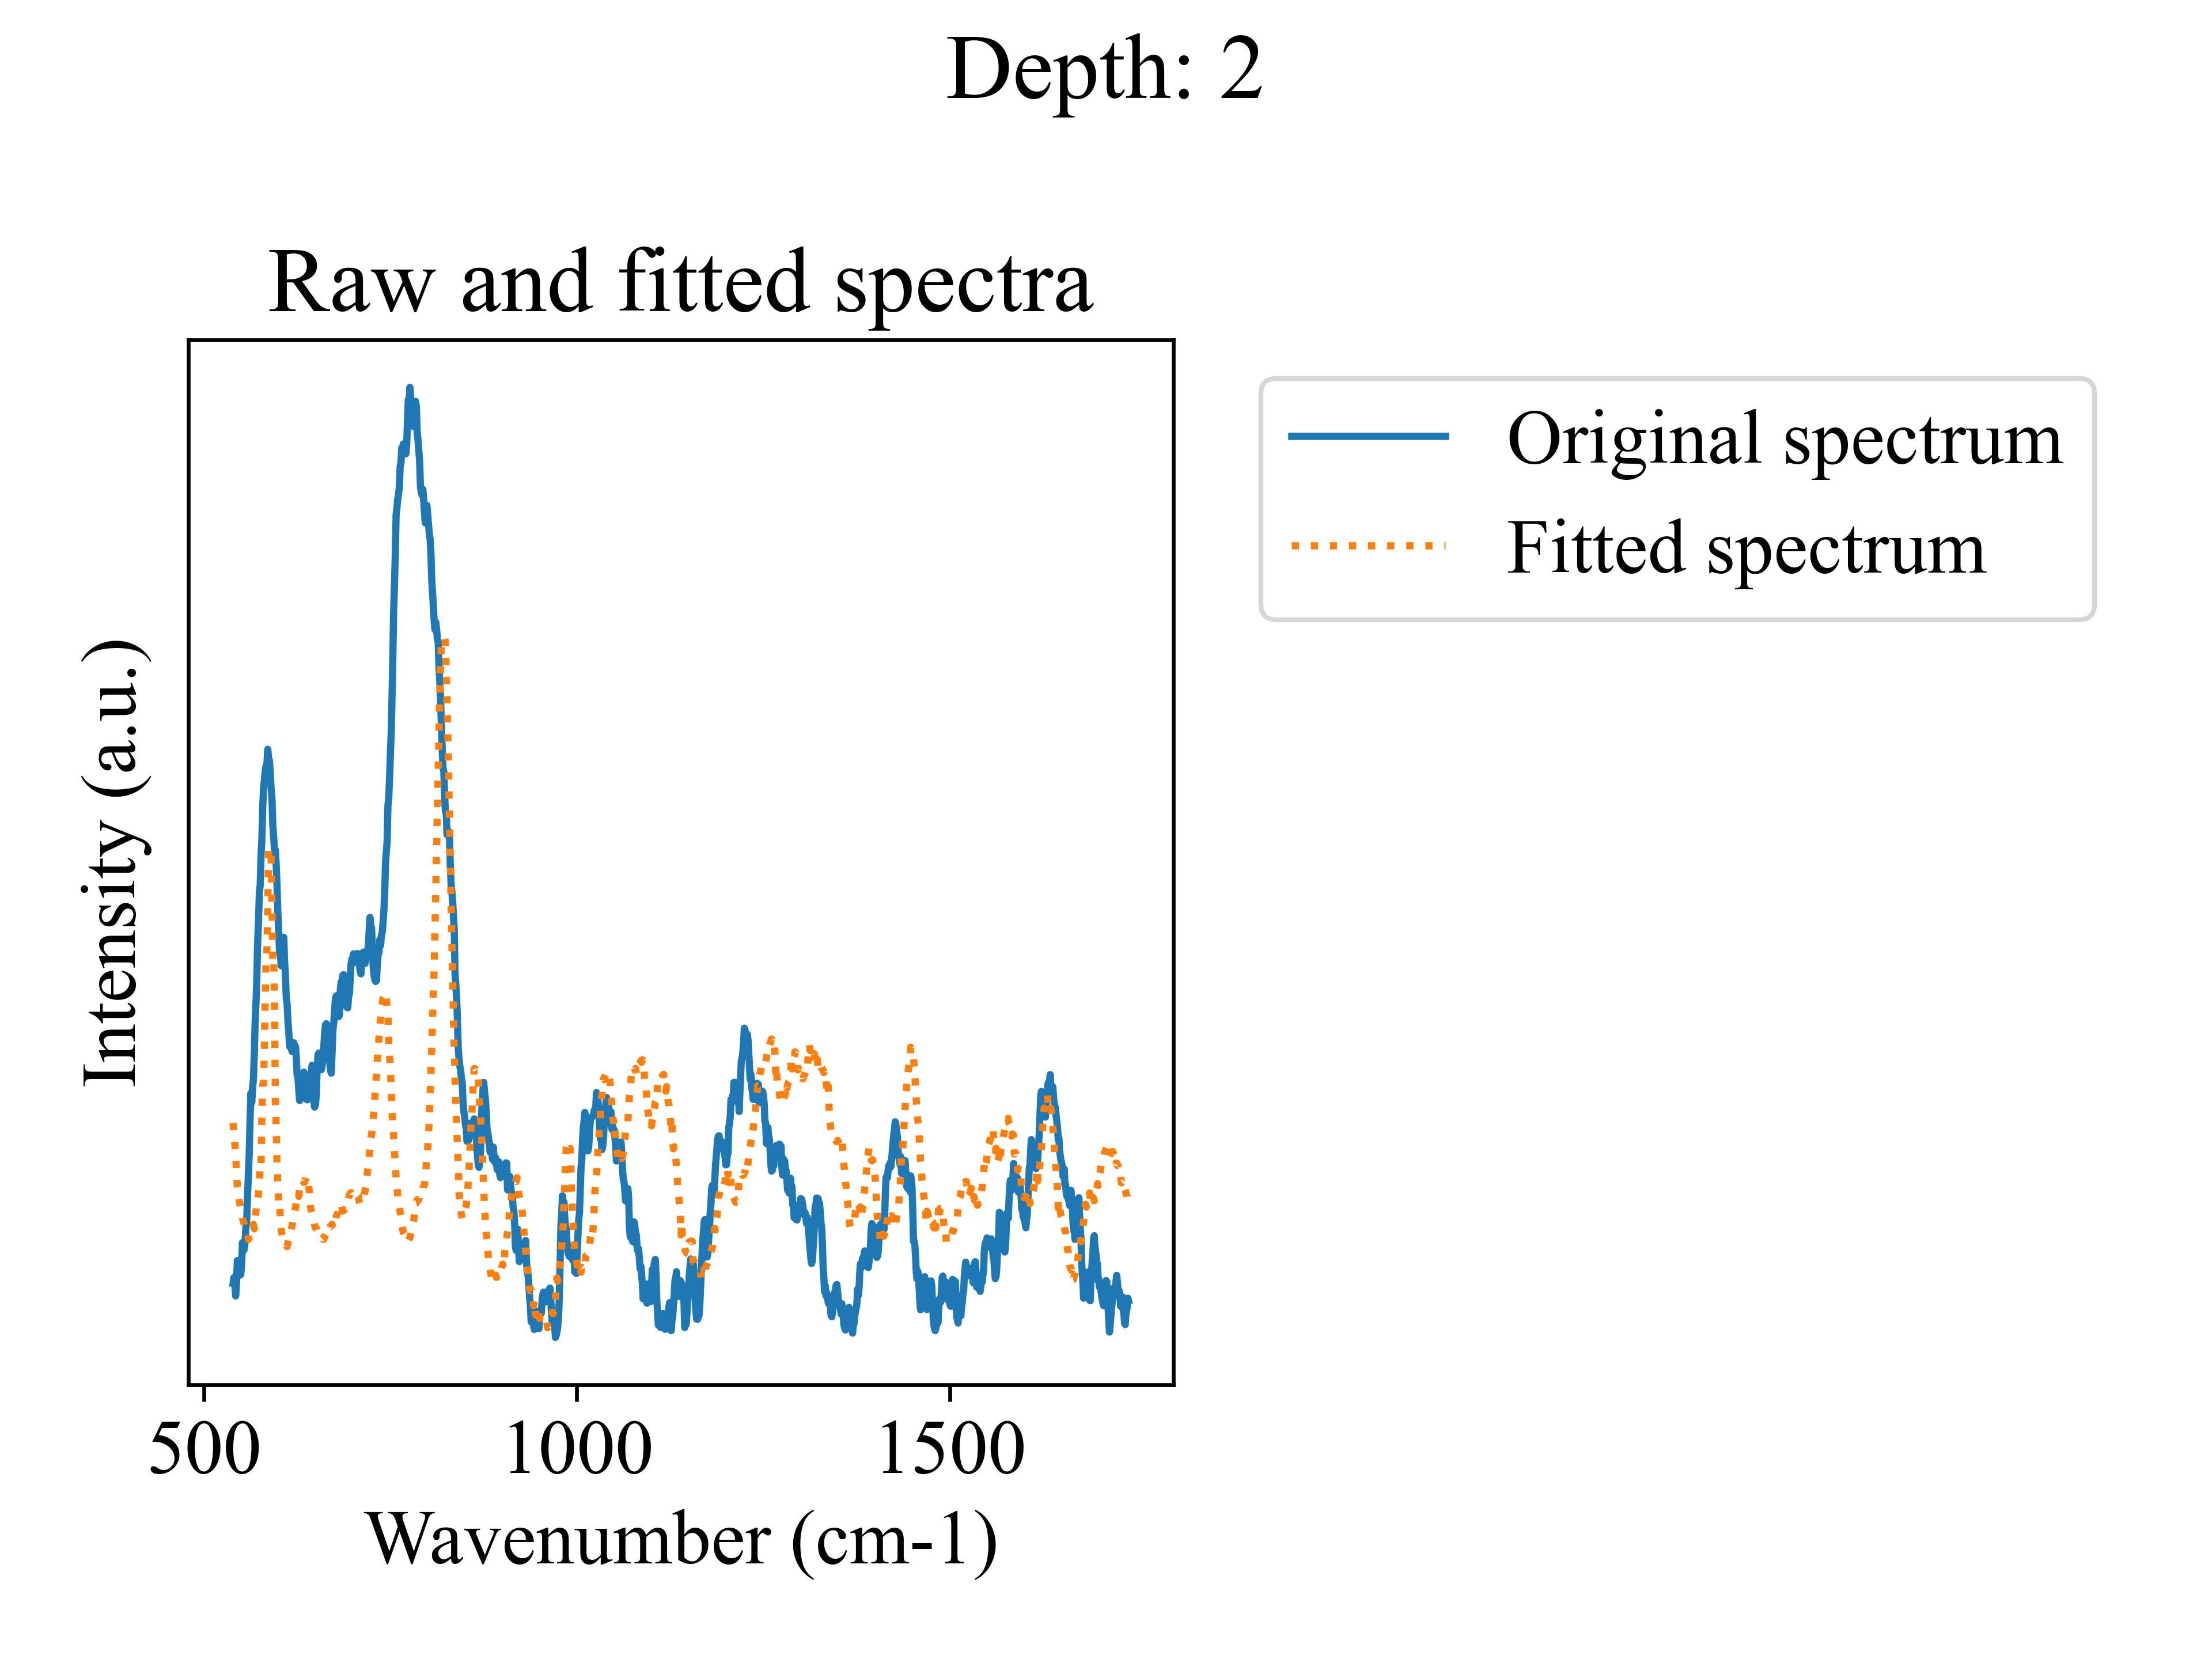 Depth: 2
Raw and fitted spectra
Original spectrum
Fitted spectrum
Intensity (a.u.)
500 1000 1500
Wavenumber (cm-1)